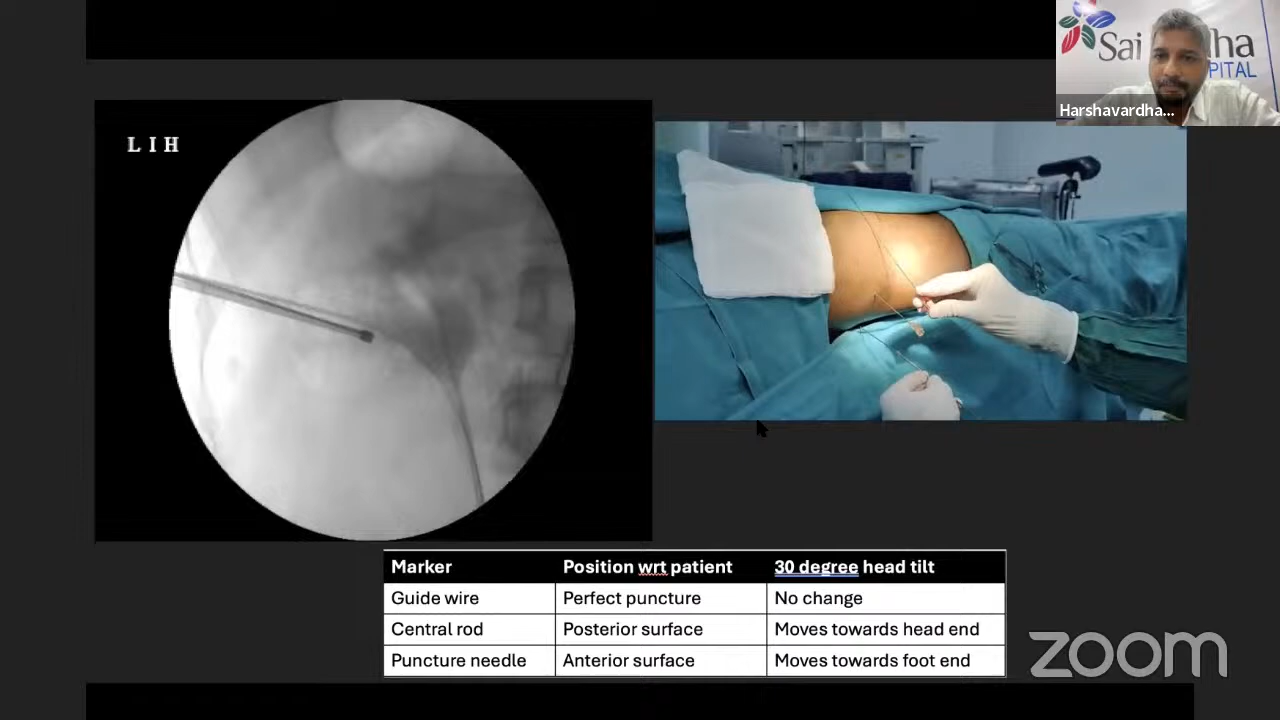 Sai
PITAL
Harshavardha...
LIH
Marker Position wrt patient 30 degree head tilt
Guide wire Perfect puncture No change
Central rod Posterior surface Moves towards head end
Puncture needle Anterior surface Moves towards foot end
zoom